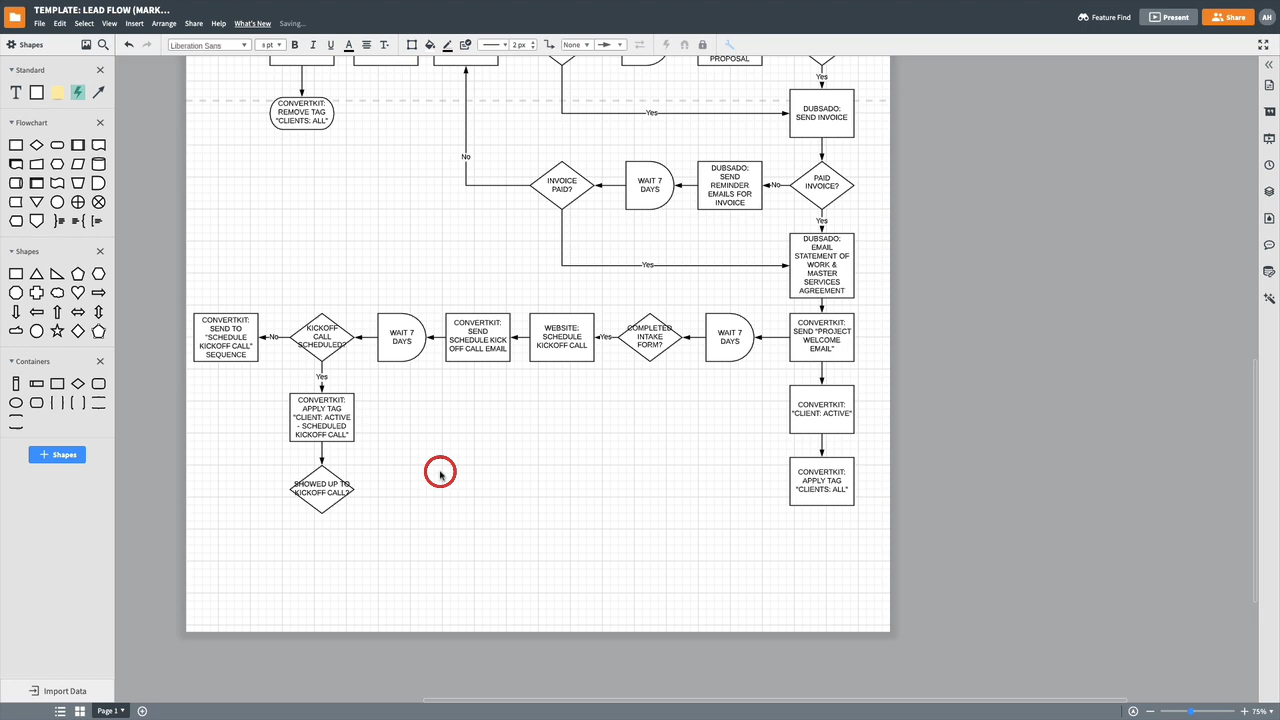 TEMPLATE: LEAD FLOW (MARK...
File Edit Select View Insert Arrange Share Help What's New Saving...
Feature Find
Present
Share
AH
Shapes
Liberation Sans
8 pt
B I U A T
2 px
None
Standard
T
Flowchart
Shapes
Containers
+ Shapes
Import Data
Page 1
75%
PROPOSAL
Yes
CONVERTKIT:
REMOVE TAG
"CLIENTS: ALL"
Yes
DUBSADO:
SEND INVOICE
No
INVOICE
PAID?
WAIT 7
DAYS
DUBSADO:
SEND
REMINDER
EMAILS FOR
INVOICE
No
PAID
INVOICE?
Yes
Yes
DUBSADO:
EMAIL
STATEMENT OF
WORK &
MASTER
SERVICES
AGREEMENT
CONVERTKIT:
SEND TO
"SCHEDULE
KICKOFF CALL"
SEQUENCE
No
KICKOFF
CALL
SCHEDULED?
WAIT 7
DAYS
CONVERTKIT:
SEND
SCHEDULE KICK
OFF CALL EMAIL
WEBSITE:
SCHEDULE
KICKOFF CALL
Yes
COMPLETED
INTAKE
FORM?
WAIT 7
DAYS
CONVERTKIT:
SEND "PROJECT
WELCOME
EMAIL"
Yes
CONVERTKIT:
APPLY TAG
"CLIENT: ACTIVE
- SCHEDULED
KICKOFF CALL"
CONVERTKIT:
"CLIENT: ACTIVE"
SHOWED UP TO
KICKOFF CALL?
CONVERTKIT:
APPLY TAG
"CLIENTS: ALL"